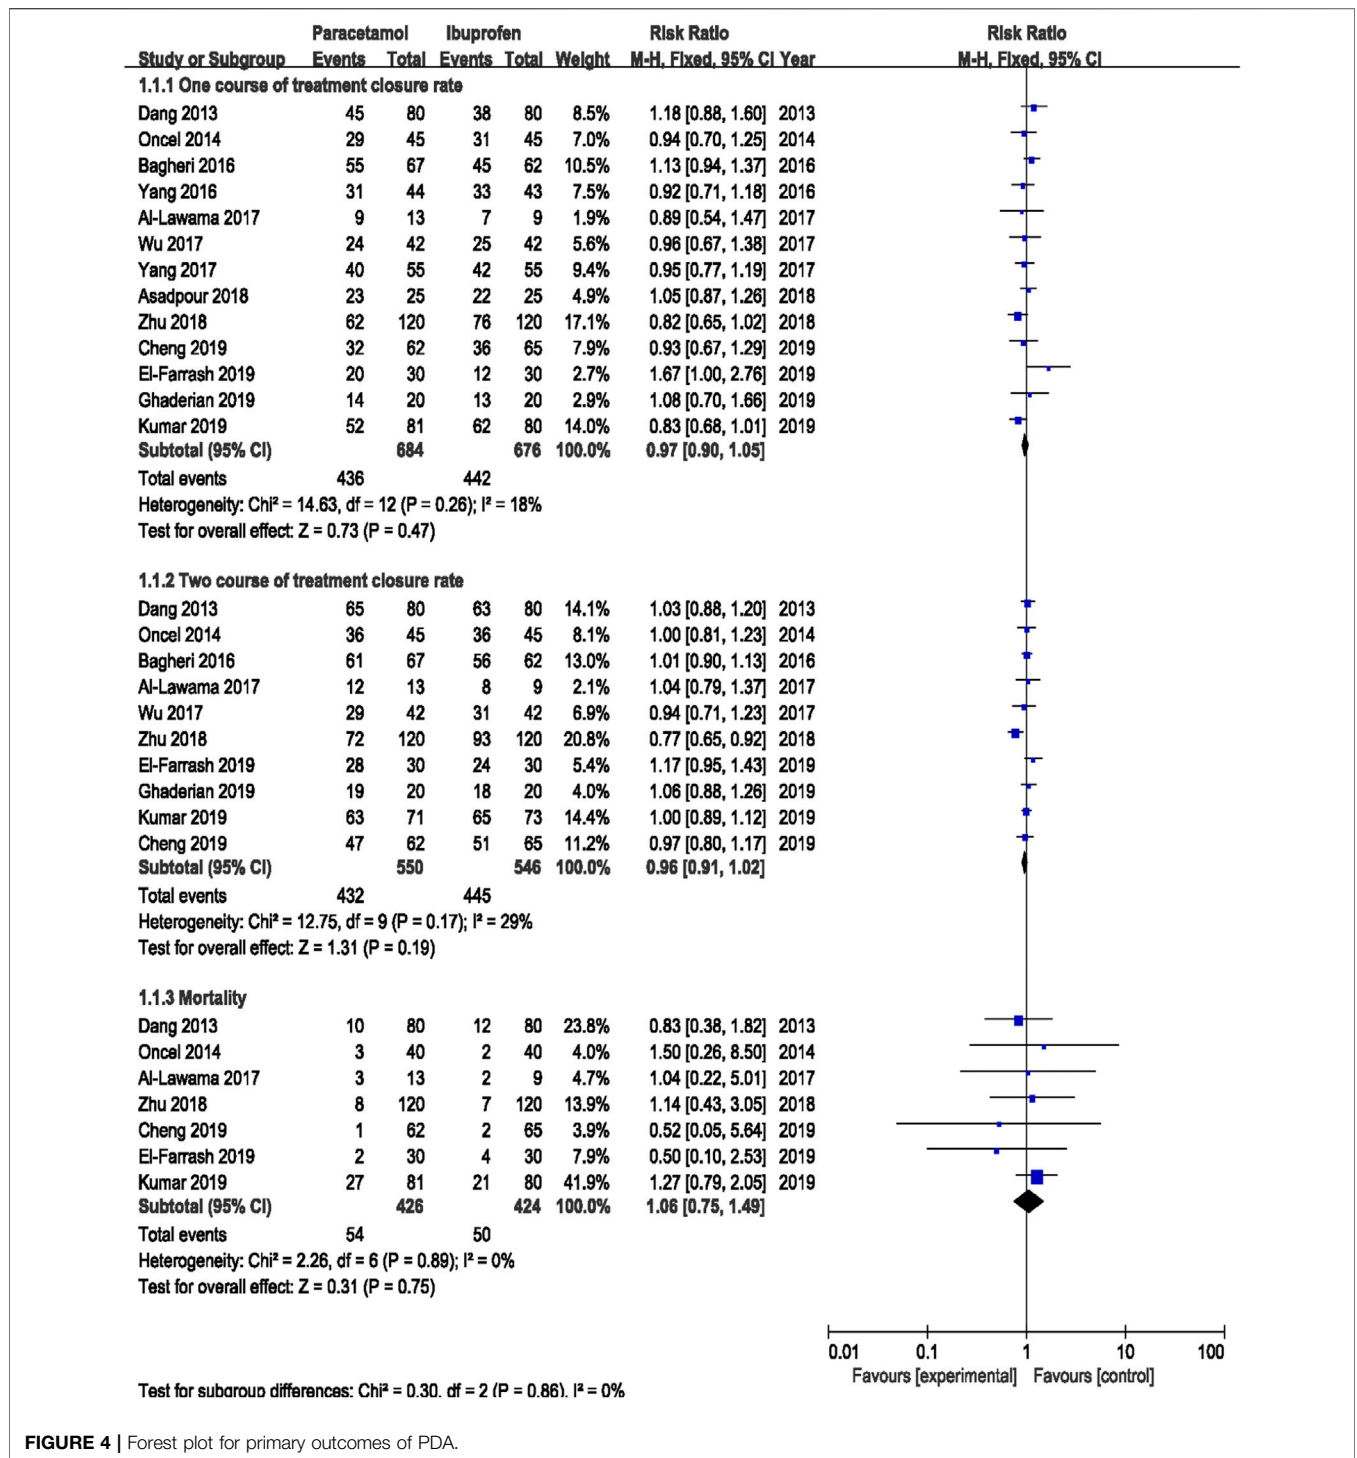 Paracetamol Ibuprofen Risk Ratio Risk Ratio
Study or Subgroup Events Total Events Total Weight M-H, Fixed, 95% CI Year M-H, Fixed, 95% CI
1.1.1 One course of treatment closure rate
Dang 2013 45 80 38 80 8.5% 1.18 [0.88, 1.60] 2013
Oncel 2014 29 45 31 45 7.0% 0.94 [0.70, 1.25] 2014
Bagheri 2016 55 67 45 62 10.5% 1.13 [0.94, 1.37] 2016
Yang 2016 31 44 33 43 7.5% 0.92 [0.71, 1.18] 2016
Al-Lawama 2017 9 13 7 9 1.9% 0.89 [0.54, 1.47] 2017
Wu 2017 24 42 25 42 5.6% 0.96 [0.67, 1.38] 2017
Yang 2017 40 55 42 55 9.4% 0.95 [0.77, 1.19] 2017
Asadpour 2018 23 25 22 25 4.9% 1.05 [0.87, 1.26] 2018
Zhu 2018 62 120 76 120 17.1% 0.82 [0.65, 1.02] 2018
Cheng 2019 32 62 36 65 7.9% 0.93 [0.67, 1.29] 2019
El-Farrash 2019 20 30 12 30 2.7% 1.67 [1.00, 2.76] 2019
Ghaderian 2019 14 20 13 20 2.9% 1.08 [0.70, 1.66] 2019
Kumar 2019 52 81 62 80 14.0% 0.83 [0.68, 1.01] 2019
Subtotal (95% CI) 684 676 100.0% 0.97 [0.90, 1.05]
Total events 436 442
Heterogeneity: Chi² = 14.63, df = 12 (P = 0.26); I² = 18%
Test for overall effect: Z = 0.73 (P = 0.47)
1.1.2 Two course of treatment closure rate
Dang 2013 65 80 63 80 14.1% 1.03 [0.88, 1.20] 2013
Oncel 2014 36 45 36 45 8.1% 1.00 [0.81, 1.23] 2014
Bagheri 2016 61 67 56 62 13.0% 1.01 [0.90, 1.13] 2016
Al-Lawama 2017 12 13 8 9 2.1% 1.04 [0.79, 1.37] 2017
Wu 2017 29 42 31 42 6.9% 0.94 [0.71, 1.23] 2017
Zhu 2018 72 120 93 120 20.8% 0.77 [0.65, 0.92] 2018
El-Farrash 2019 28 30 24 30 5.4% 1.17 [0.95, 1.43] 2019
Ghaderian 2019 19 20 18 20 4.0% 1.06 [0.88, 1.26] 2019
Kumar 2019 63 71 65 73 14.4% 1.00 [0.89, 1.12] 2019
Cheng 2019 47 62 51 65 11.2% 0.97 [0.80, 1.17] 2019
Subtotal (95% CI) 550 546 100.0% 0.96 [0.91, 1.02]
Total events 432 445
Heterogeneity: Chi² = 12.75, df = 9 (P = 0.17); I² = 29%
Test for overall effect: Z = 1.31 (P = 0.19)
1.1.3 Mortality
Dang 2013 10 80 12 80 23.8% 0.83 [0.38, 1.82] 2013
Oncel 2014 3 40 2 40 4.0% 1.50 [0.26, 8.50] 2014
Al-Lawama 2017 3 13 2 9 4.7% 1.04 [0.22, 5.01] 2017
Zhu 2018 8 120 7 120 13.9% 1.14 [0.43, 3.05] 2018
Cheng 2019 1 62 2 65 3.9% 0.52 [0.05, 5.64] 2019
El-Farrash 2019 2 30 4 30 7.9% 0.50 [0.10, 2.53] 2019
Kumar 2019 27 81 21 80 41.9% 1.27 [0.79, 2.05] 2019
Subtotal (95% CI) 426 424 100.0% 1.06 [0.75, 1.49]
Total events 54 50
Heterogeneity: Chi² = 2.26, df = 6 (P = 0.89); I² = 0%
Test for overall effect: Z = 0.31 (P = 0.75)
0.01 0.1 1 10 100
Favours [experimental] Favours [control]
Test for subgroup differences: Chi² = 0.30, df = 2 (P = 0.86), I² = 0%
FIGURE 4 | Forest plot for primary outcomes of PDA.